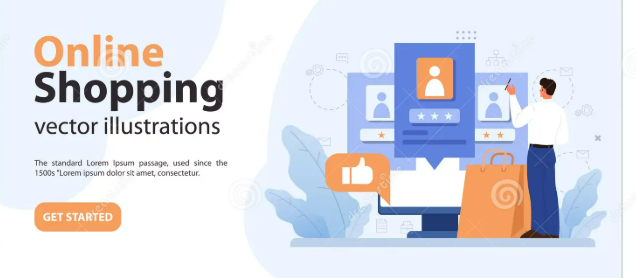 Online
Shopping
vector illustrations
The standard Lorem Ipsum passage, used since the
1500s "Lorem ipsum dolor sit amet, consectetur.
GET STARTED